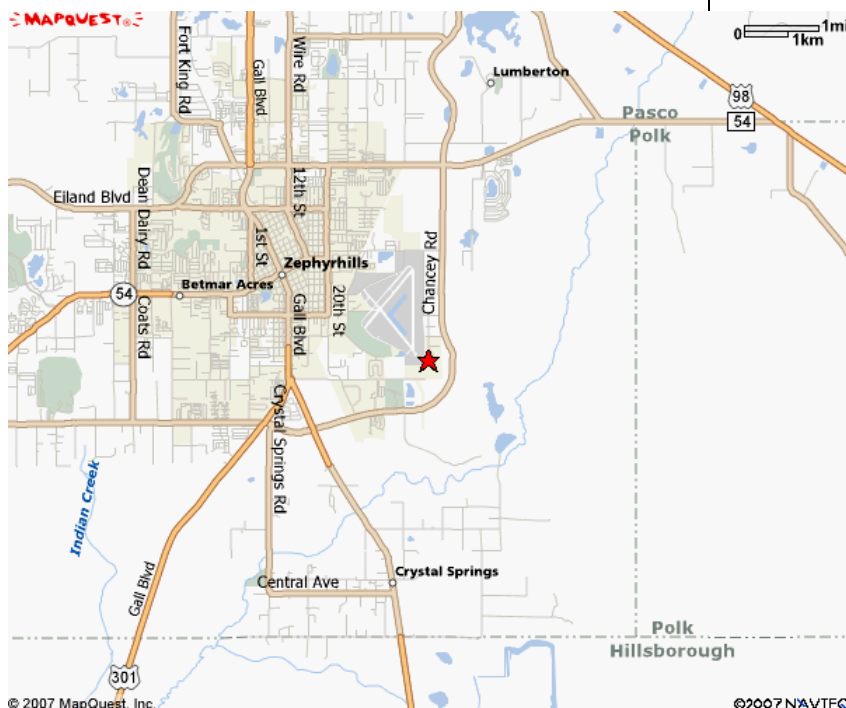 MAPQUEST®
0 1mi
1km
Fort King Rd
Gall Blvd
Wire Rd
Lumberton
98
54
Pasco
Polk
Dean Dairy Rd
12th St
Eiland Blvd
1st St
Chancey Rd
Zephyrhills
54
Betmar Acres
Coats Rd
Gall Blvd
20th St
Crystal Springs Rd
Indian Creek
Gall Blvd
Central Ave
Crystal Springs
Polk
Hillsborough
301
© 2007 MapQuest, Inc.
©2007 NAVTEQ